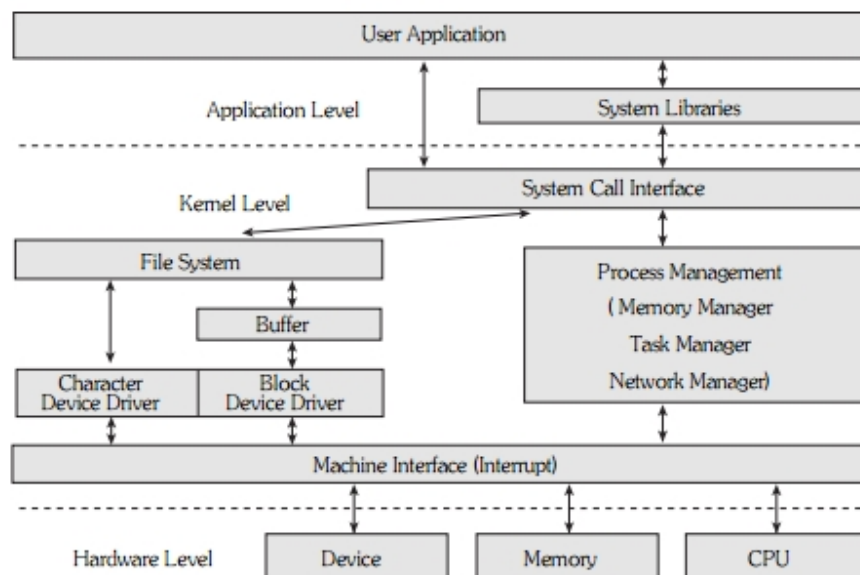 User Application
Application Level
System Libraries
System Call Interface
Kernel Level
File System
Process Management
( Memory Manager
Task Manager
Network Manager)
Buffer
Character
Device Driver
Block
Device Driver
Machine Interface (Interrupt)
Hardware Level
Device
Memory
CPU